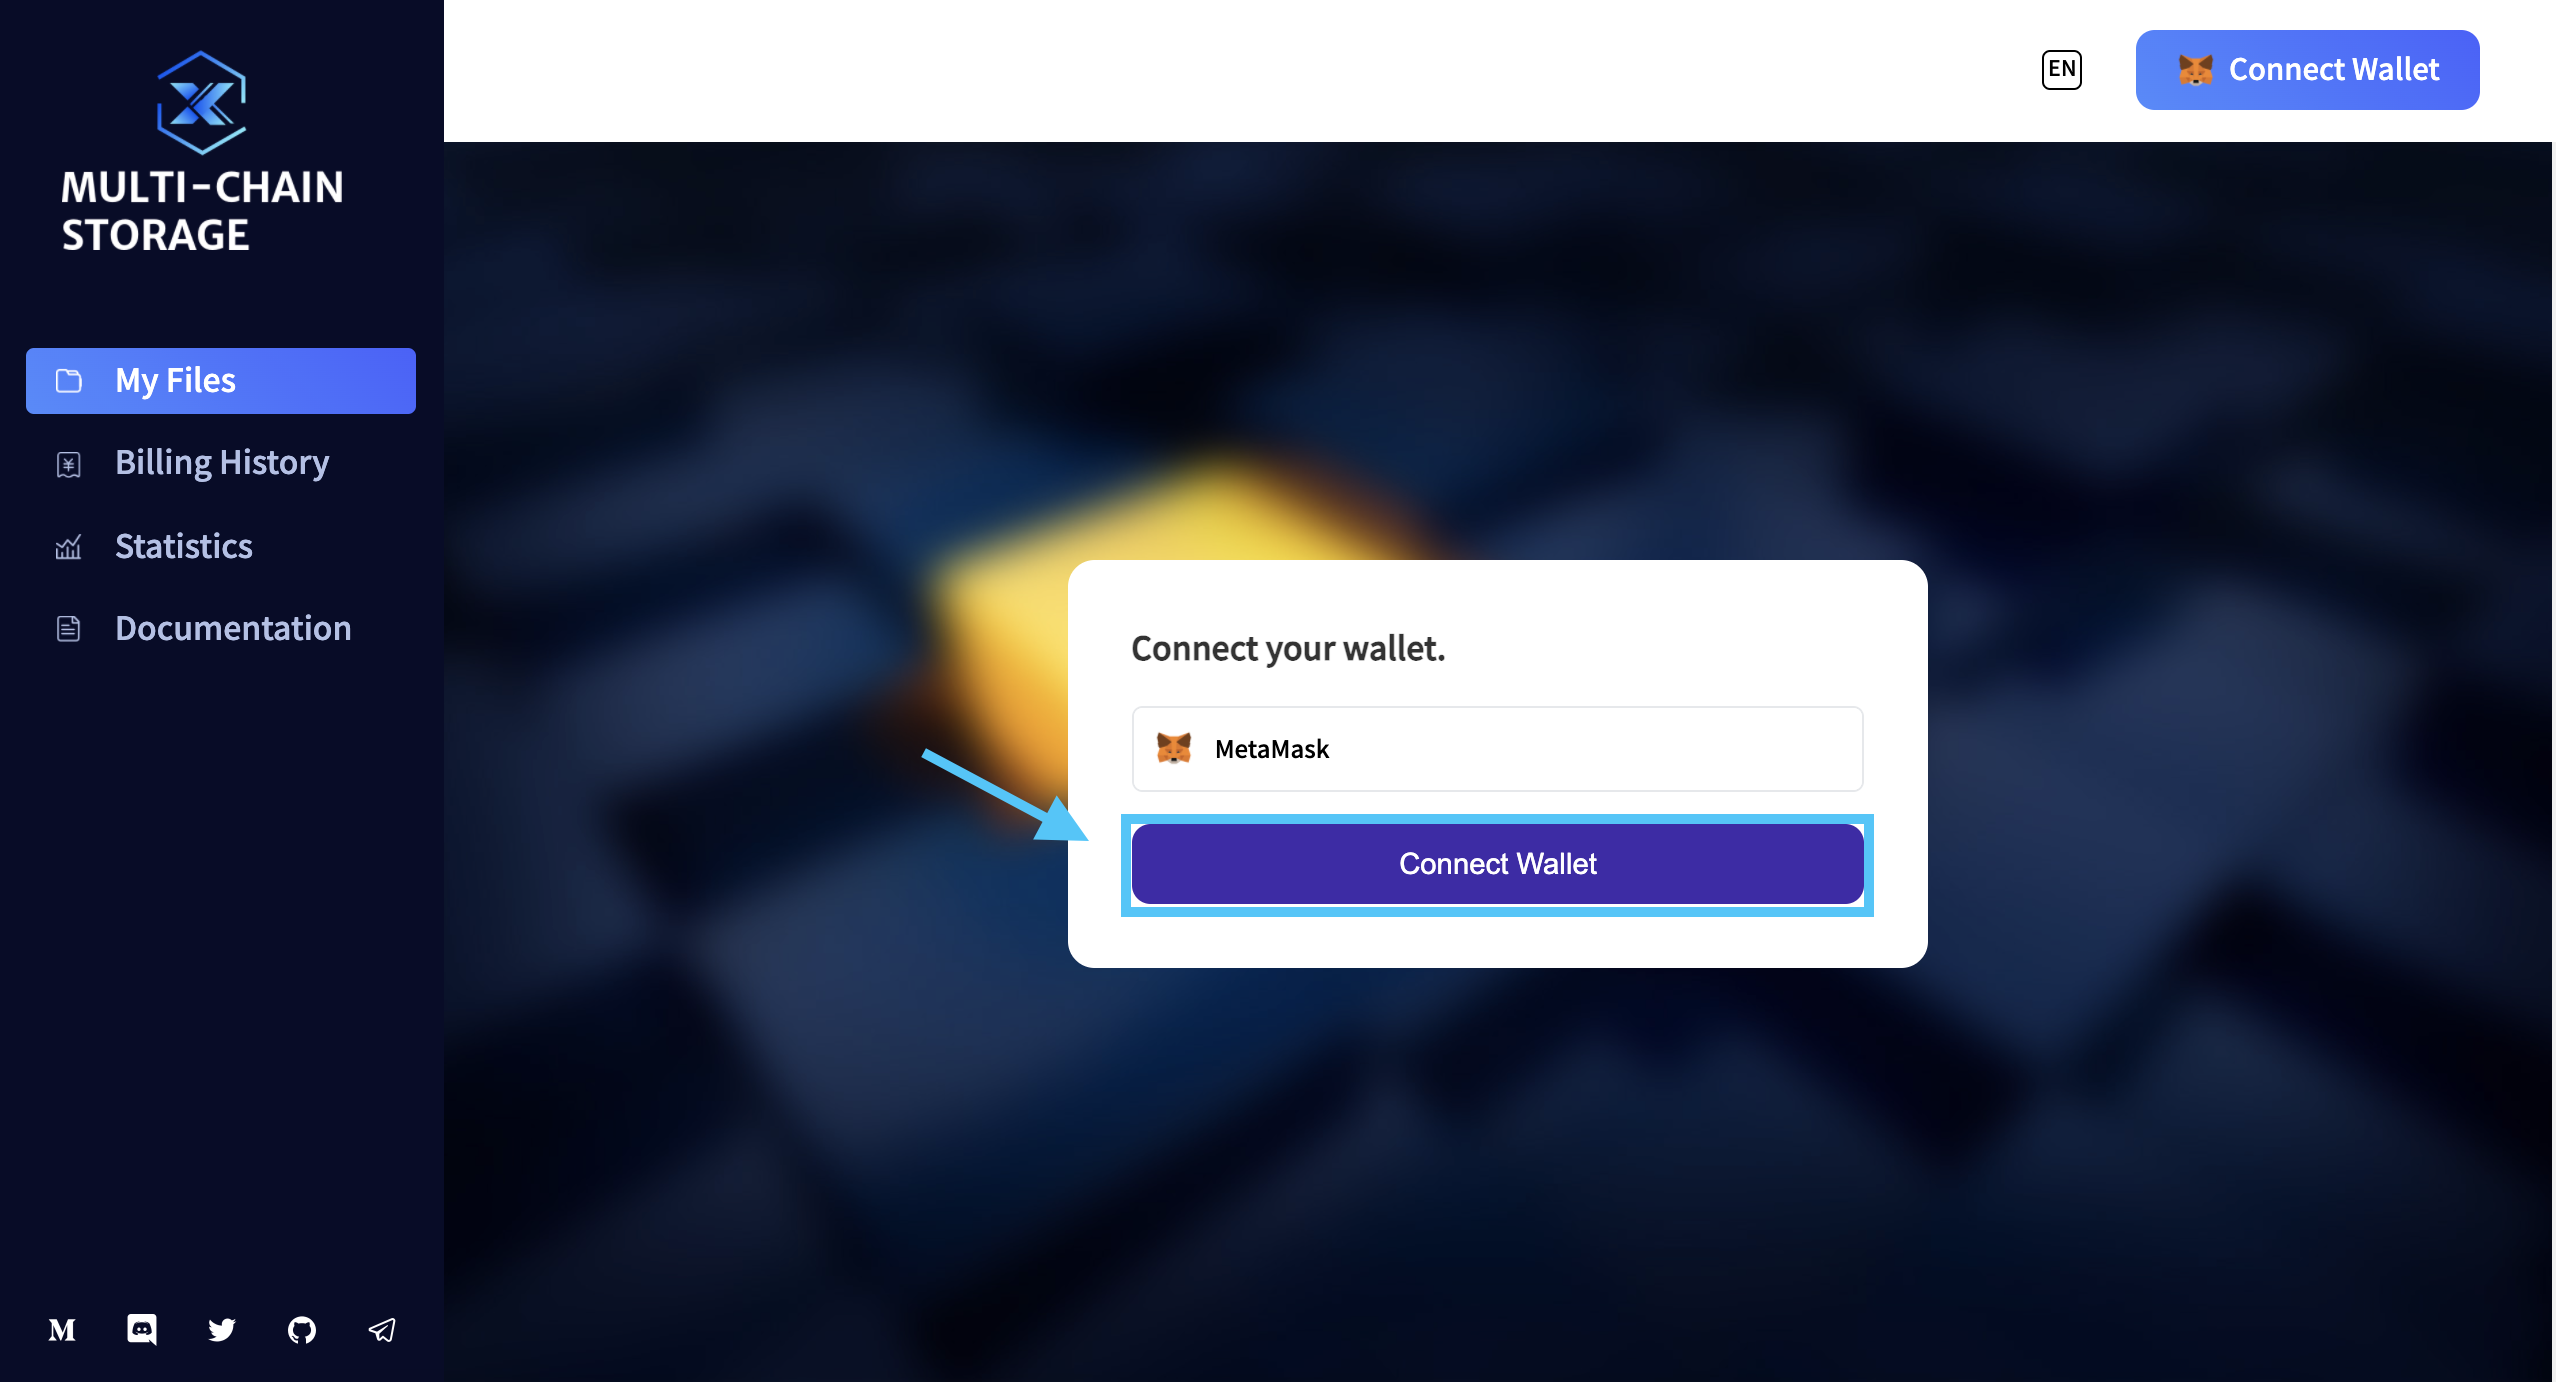 MULTI-CHAIN
STORAGE
My Files
Billing History
Statistics
Documentation
EN
Connect Wallet
Connect your wallet.
MetaMask
Connect Wallet